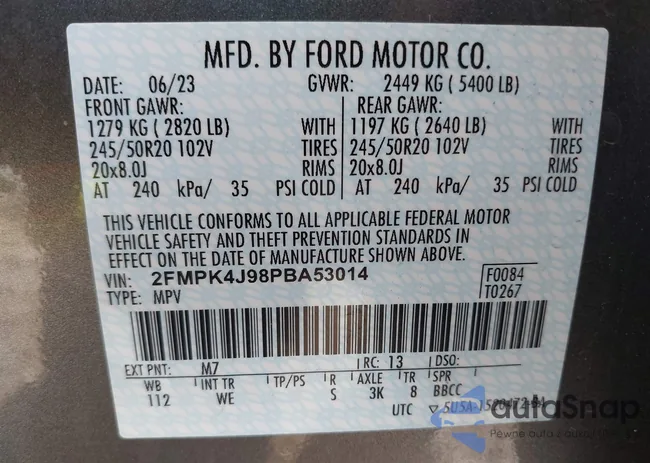 MFD. BY FORD MOTOR CO.
DATE: 06/23 GVWR: 2449 KG ( 5400 LB)
FRONT GAWR: REAR GAWR:
1279 KG ( 2820 LB) WITH 1197 KG ( 2640 LB) WITH
245/50R20 102V TIRES 245/50R20 102V TIRES
20x8.0J RIMS 20x8.0J RIMS
AT 240 kPa/ 35 PSI COLD AT 240 kPa/ 35 PSI COLD
THIS VEHICLE CONFORMS TO ALL APPLICABLE FEDERAL MOTOR
VEHICLE SAFETY AND THEFT PREVENTION STANDARDS IN
EFFECT ON THE DATE OF MANUFACTURE SHOWN ABOVE.
VIN: 2FMPK4J98PBA53014 F0084
TYPE: MPV T0267
EXT PNT: M7 RC: 13 DSO:
WB INT TR TP/PS R AXLE TR SPR
112 WE S 3K 8 BBCC
UTC
autaSnap
Pewne auta z